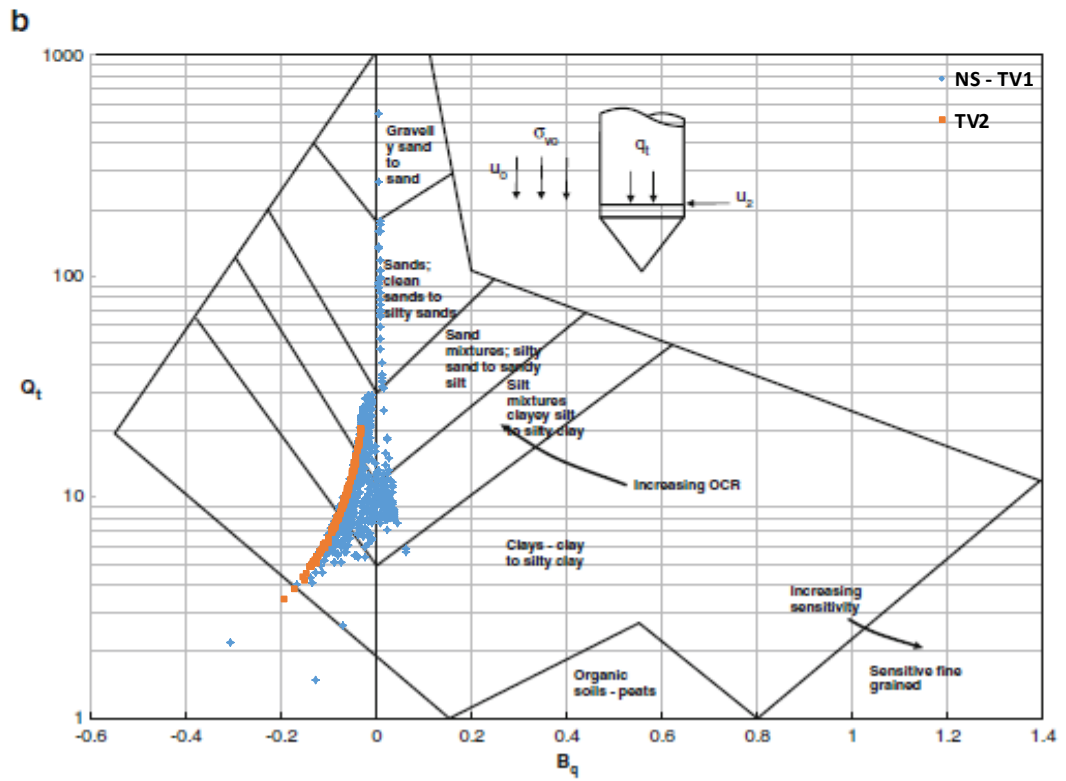 b
1000
100
10
1
Qt
-0.6
-0.4
-0.2
0
0.2
0.4
0.6
0.8
1
1.2
1.4
Bq
NS - TV1
TV2
Gravell
y sand
to
sand
σvo
uo
qt
u2
Sands;
clean
sands to
silty sands
Sand
mixtures; silty
sand to sandy
silt
Silt
mixtures
clayey silt
to silty clay
Increasing OCR
Clays - clay
to silty clay
Increasing
sensitivity
Organic
soils - peats
Sensitive fine
grained